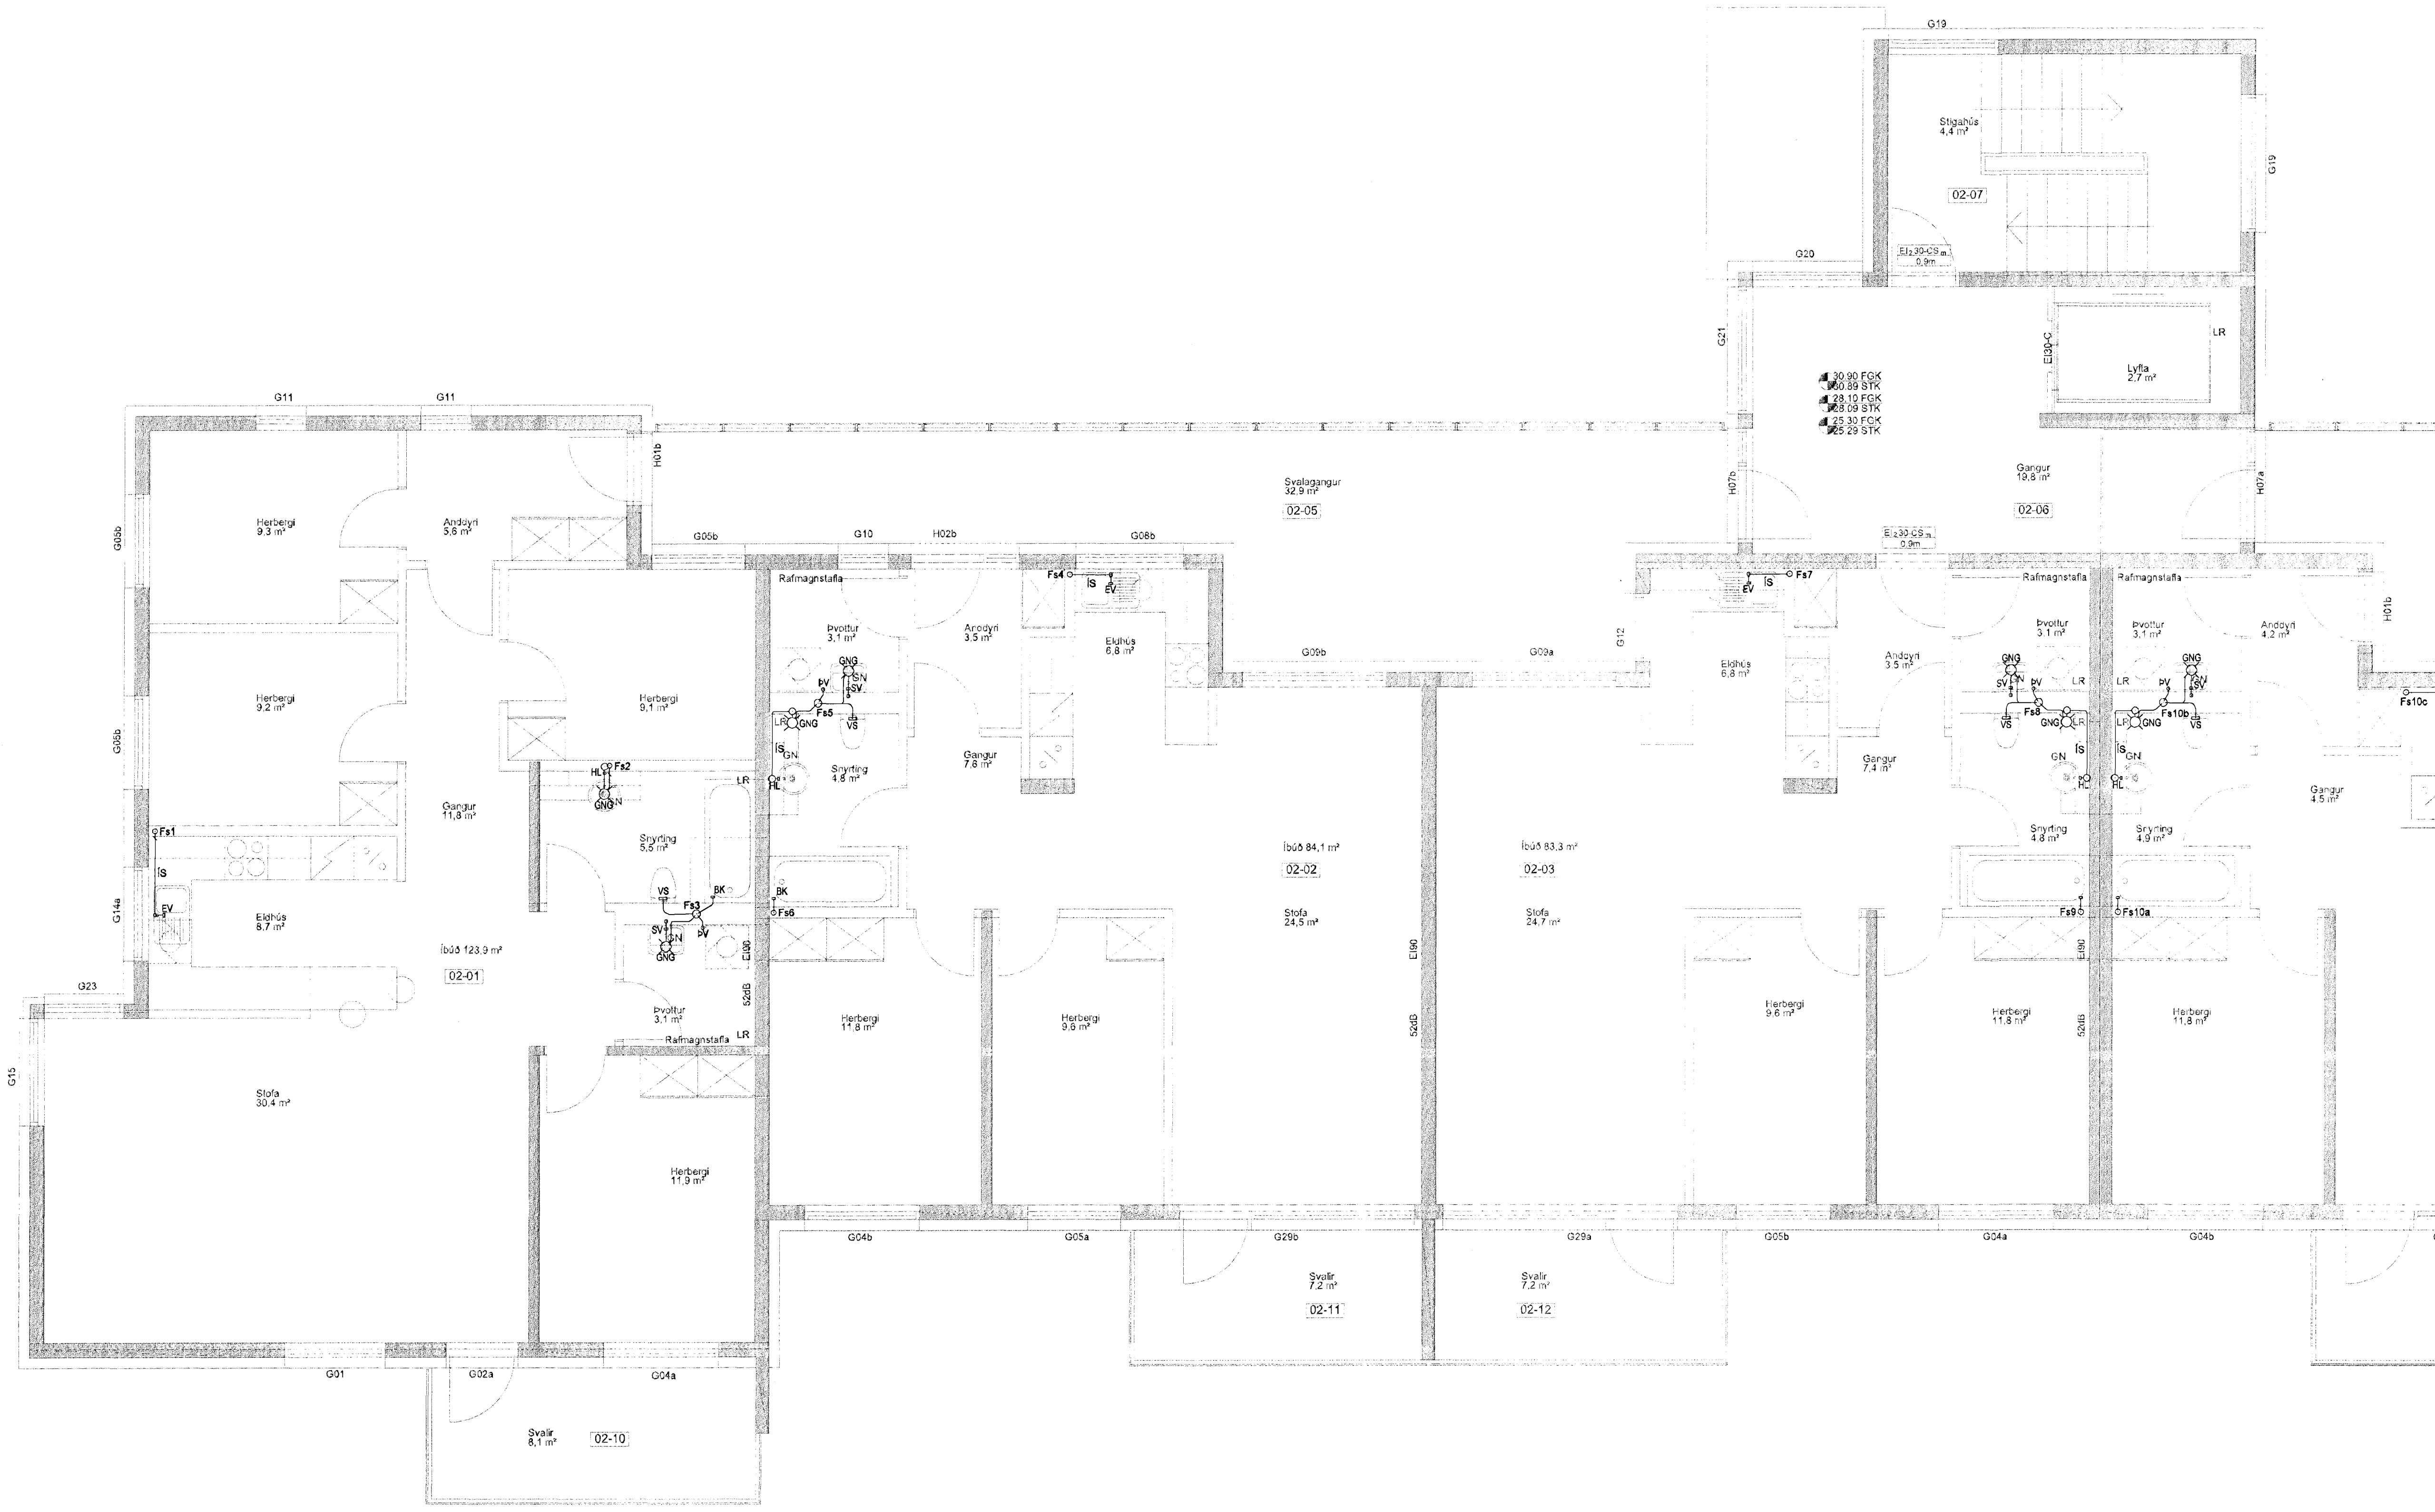 G19
Stigahús
4,4 m²
G19
02-07
EI₂30-CSm
0,9m
G20
G21
EI30-C
LR
Lyfta
2,7 m²
30.90 FGK
30.89 STK
28.10 FGK
28.09 STK
25.30 FGK
25.29 STK
G11
G11
H01b
Svalagangur
32,9 m²
02-05
H07b
Gangur
19,8 m²
02-06
H07a
G05b
Herbergi
9,3 m²
Anddyri
5,6 m²
G05b
G10
H02b
G08b
EI₂30-CSm
0,9m
Rafmagnstafla
Fs4
ÍS
EV
EV
ÍS
Fs7
Rafmagnstafla
Rafmagnstafla
H01b
Þvottur
3,1 m²
Anddyri
3,5 m²
Eldhús
6,8 m²
G12
G09b
G09a
Eldhús
6,8 m²
Anddyri
3,5 m²
Þvottur
3,1 m²
Þvottur
3,1 m²
Anddyri
4,2 m²
G05b
Herbergi
9,2 m²
Herbergi
9,1 m²
GNG
GN
ÞV
SV
Fs5
LR
GNG
VS
ÍS
GN
HL
LR
Snyrting
4,8 m²
Gangur
7,6 m²
Gangur
7,4 m²
GNG
GN
SV
ÞV
LR
Fs8
VS
GNG
LR
ÍS
GN
HL
GNG
GN
SV
LR
ÞV
Fs10b
LR
GNG
VS
ÍS
GN
HL
Fs10c
Gangur
4,5 m²
HL
Fs2
GN
GNG
Gangur
11,8 m²
Fs1
ÍS
EV
G14a
Snyrting
5,5 m²
Íbúð 84,1 m²
02-02
Íbúð 83,3 m²
02-03
Snyrting
4,8 m²
Snyrting
4,9 m²
VS
BK
Fs3
SV
GN
ÞV
GNG
BK
Fs6
Fs9
Fs10a
Eldhús
8,7 m²
Stofa
24,5 m²
Stofa
24,7 m²
Íbúð 123,9 m²
02-01
EI90
52dB
EI90
52dB
EI90
52dB
G23
Þvottur
3,1 m²
Rafmagnstafla
LR
Herbergi
11,8 m²
Herbergi
9,6 m²
Herbergi
9,6 m²
Herbergi
11,8 m²
Herbergi
11,8 m²
G15
Stofa
30,4 m²
Herbergi
11,9 m²
G04b
G05a
G29b
G29a
G05b
G04a
G04b
Svalir
7,2 m²
02-11
Svalir
7,2 m²
02-12
G01
G02a
G04a
Svalir
8,1 m²
02-10